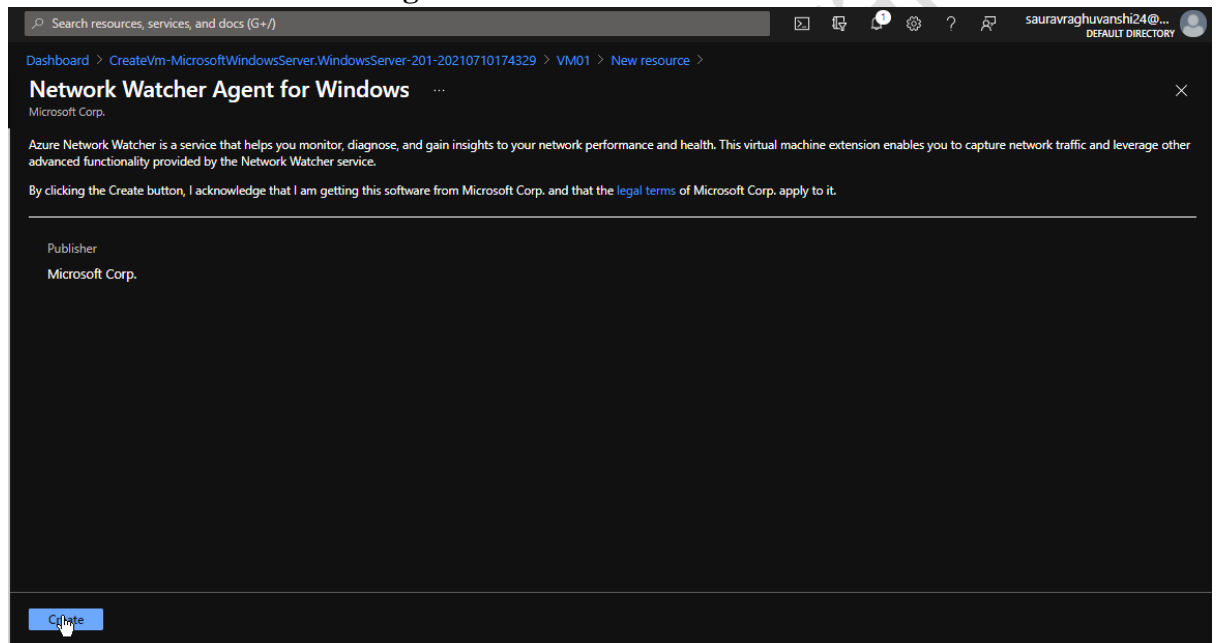 Search resources, services, and docs (G+/)
1
sauravraghuvanshi24@...
DEFAULT DIRECTORY
Dashboard > CreateVm-MicrosoftWindowsServer.WindowsServer-201-20210710174329 > VM01 > New resource >
Network Watcher Agent for Windows ...
Microsoft Corp.
Azure Network Watcher is a service that helps you monitor, diagnose, and gain insights to your network performance and health. This virtual machine extension enables you to capture network traffic and leverage other
advanced functionality provided by the Network Watcher service.
By clicking the Create button, I acknowledge that I am getting this software from Microsoft Corp. and that the legal terms of Microsoft Corp. apply to it.
Publisher
Microsoft Corp.
Create